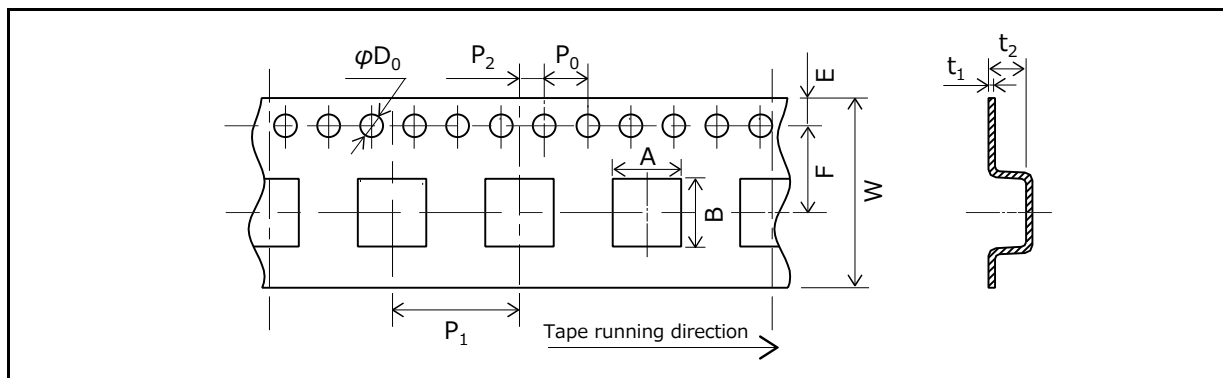 φD₀
P₂
P₀
E
t₁
t₂
A
B
F
W
P₁
Tape running direction